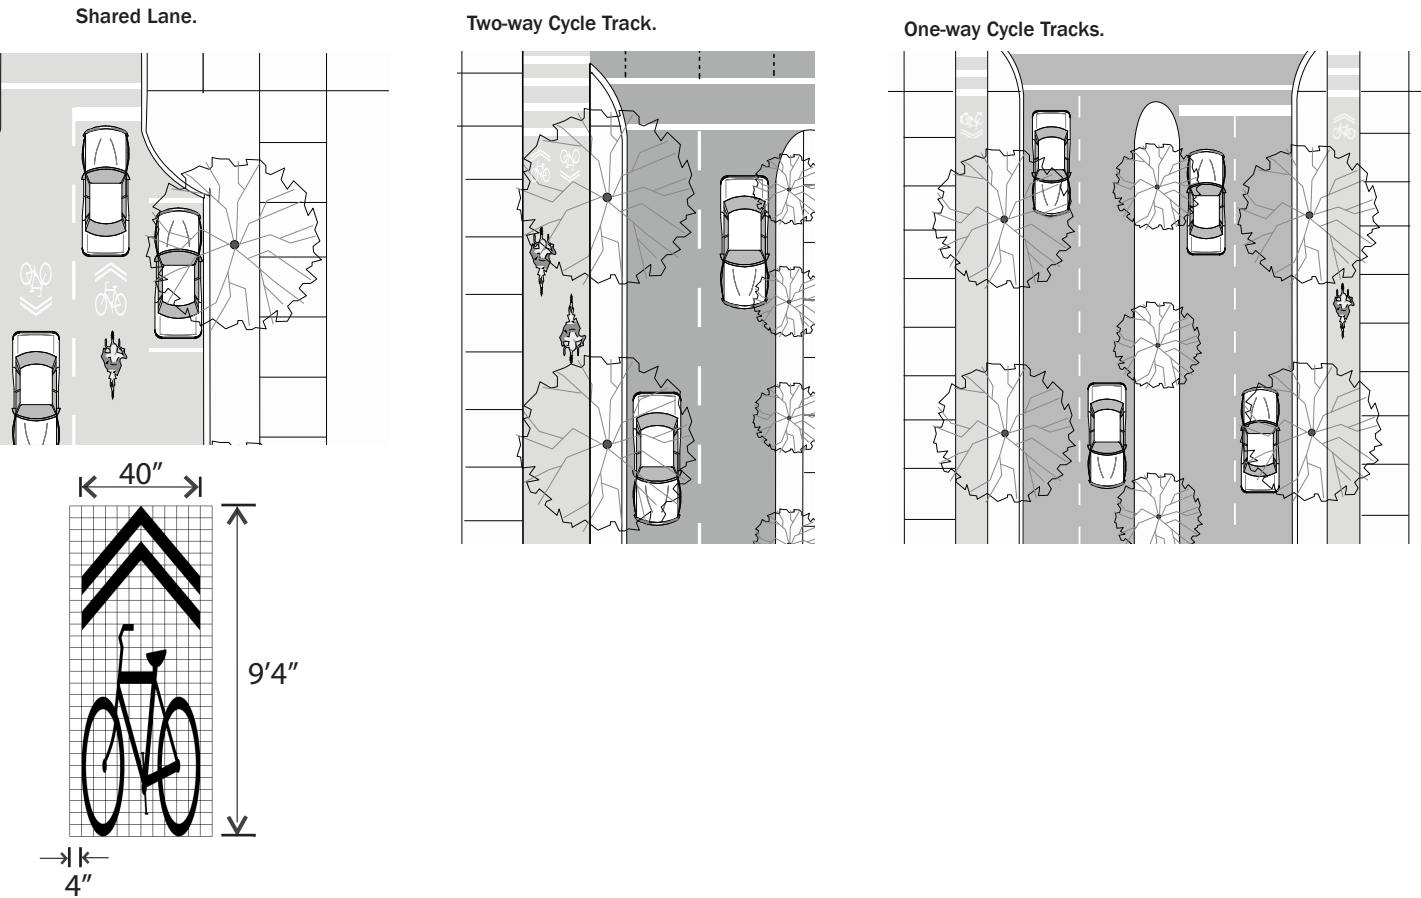 Shared Lane.
Two-way Cycle Track.
One-way Cycle Tracks.
40”
9’4”
4”